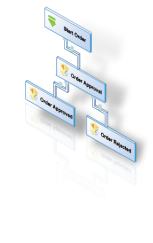 Start Order
Order Approval
Order Approved
Order Rejected